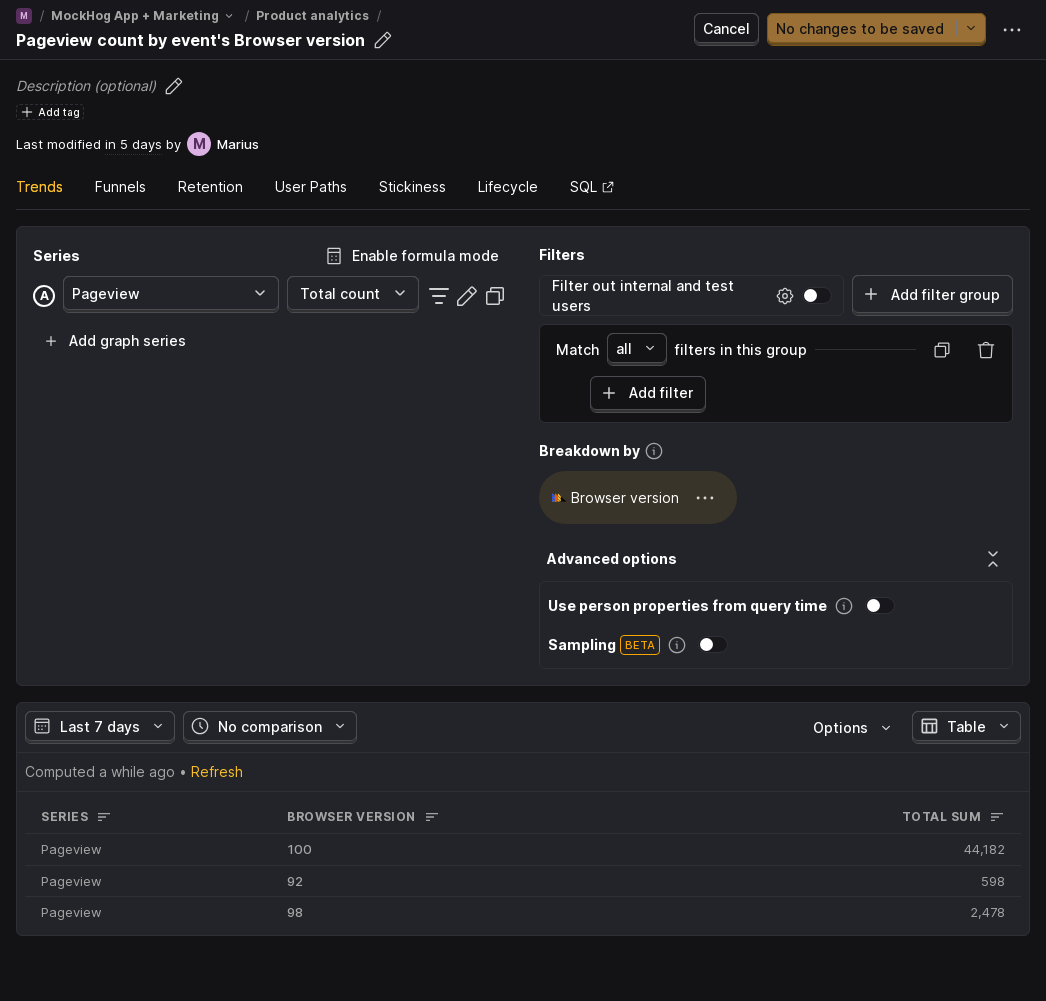 M / MockHog App + Marketing / Product analytics /
Pageview count by event's Browser version
Cancel
No changes to be saved
Description (optional)
Add tag
Last modified in 5 days by M Marius
Trends Funnels Retention User Paths Stickiness Lifecycle SQL
Series
Enable formula mode
A Pageview Total count
Add graph series
Filters
Filter out internal and test users
Add filter group
Match all filters in this group
Add filter
Breakdown by
Browser version
Advanced options
Use person properties from query time
Sampling BETA
Last 7 days No comparison Options Table
Computed a while ago • Refresh
SERIES BROWSER VERSION TOTAL SUM
Pageview 100 44,182
Pageview 92 598
Pageview 98 2,478